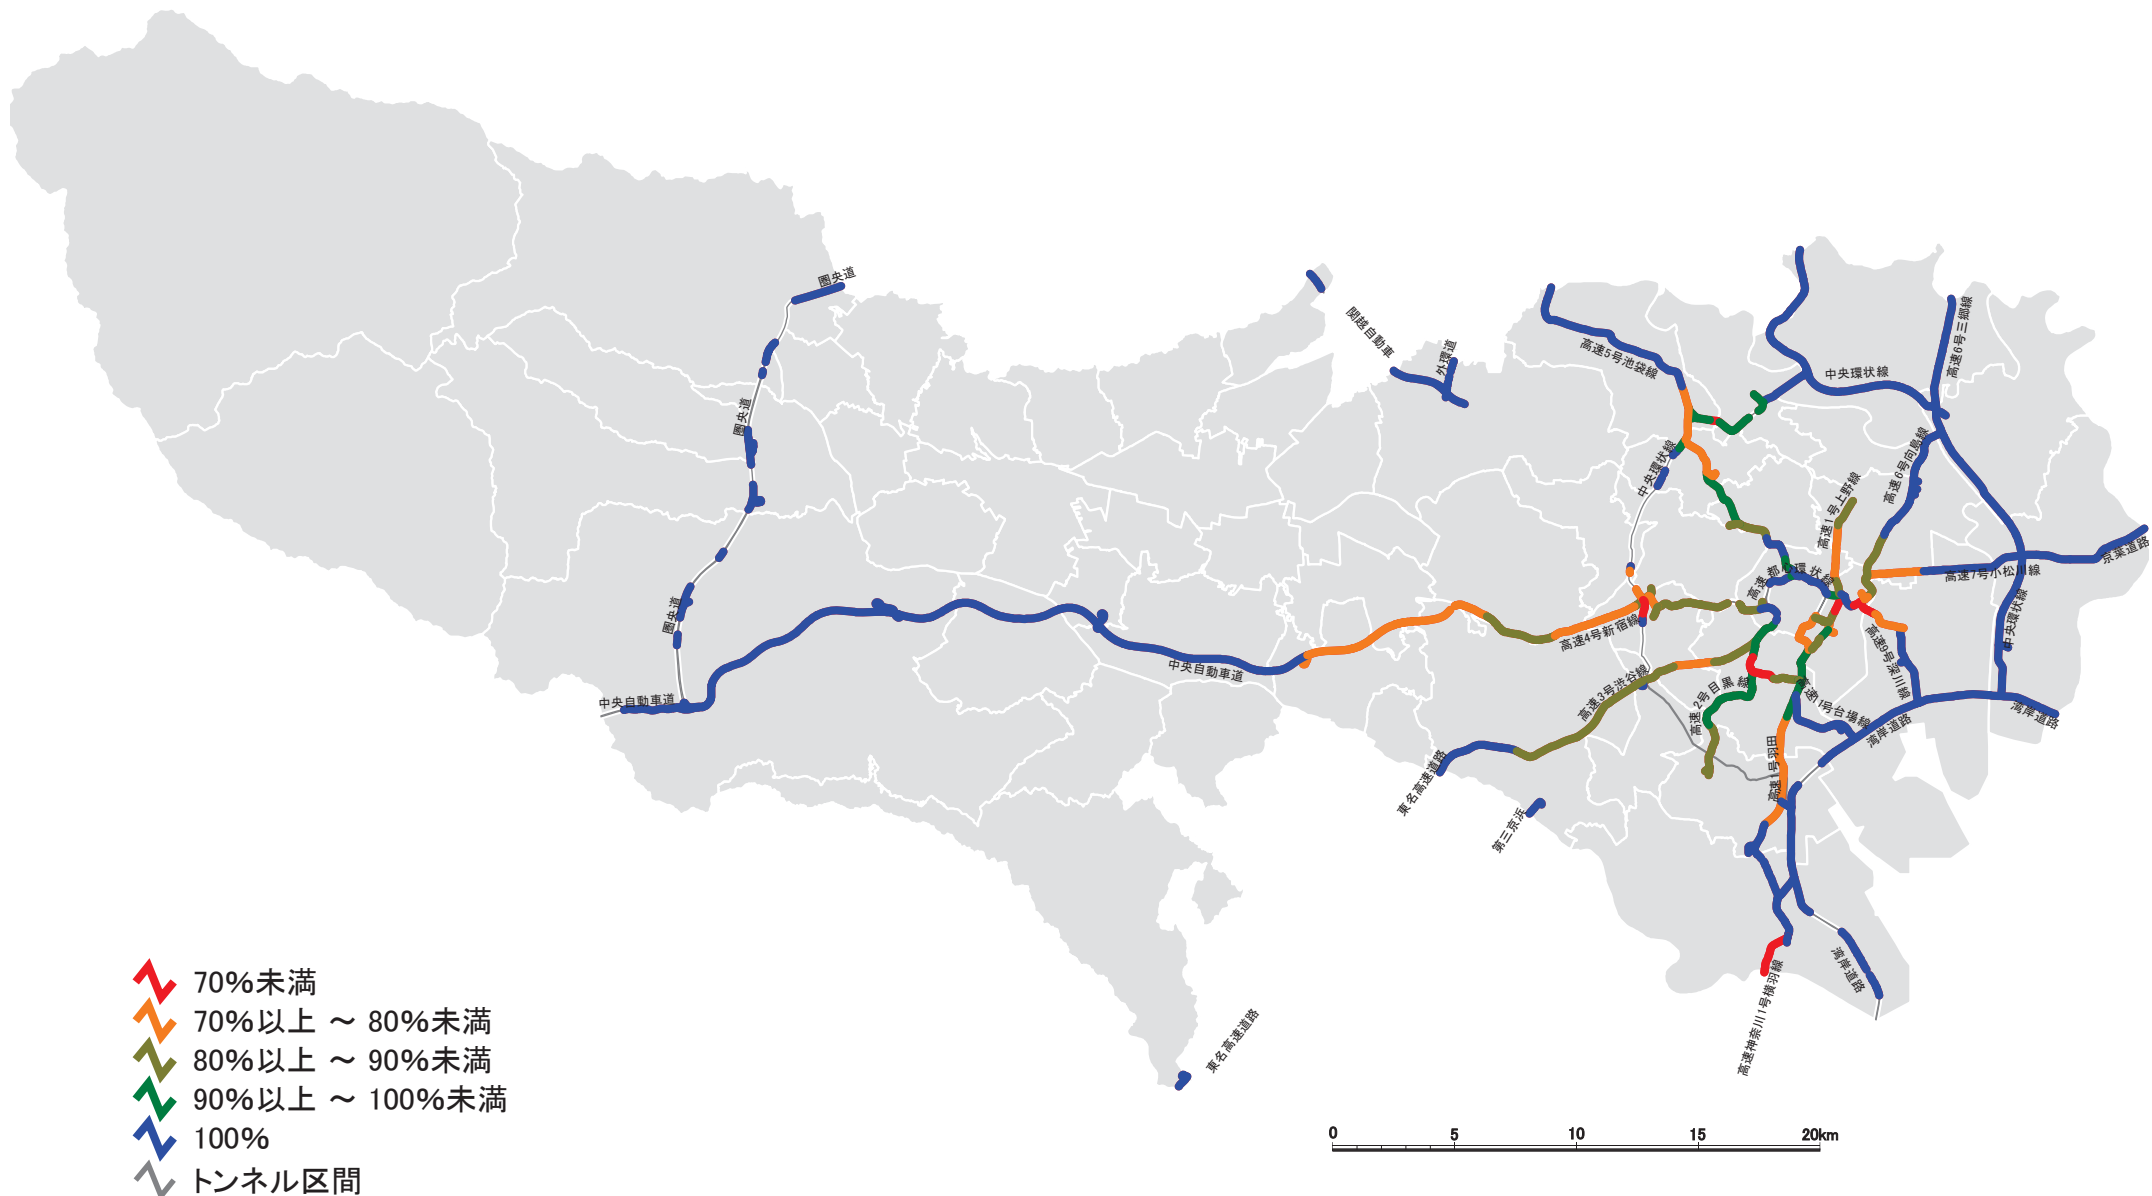 圏央道
関越自動車
外環道
高速5号池袋線
高速6号三郷線
中央環状線
圏央道
中央環状線
高速6号向島線
高速1号上野線
京葉道路
高速都心環状線
高速7号小松川線
圏央道
高速4号新宿線
中央環状線
中央自動車道
高速9号深川線
中央自動車道
高速3号渋谷線
高速2号目黒線
高速11号台場線
湾岸道路
湾岸道路
東名高速道路
高速1号羽田
第三京浜
湾岸道路
高速神奈川1号横羽線
東名高速道路
70%未満
70%以上 ～ 80%未満
80%以上 ～ 90%未満
90%以上 ～ 100%未満
100%
トンネル区間
0 5 10 15 20km